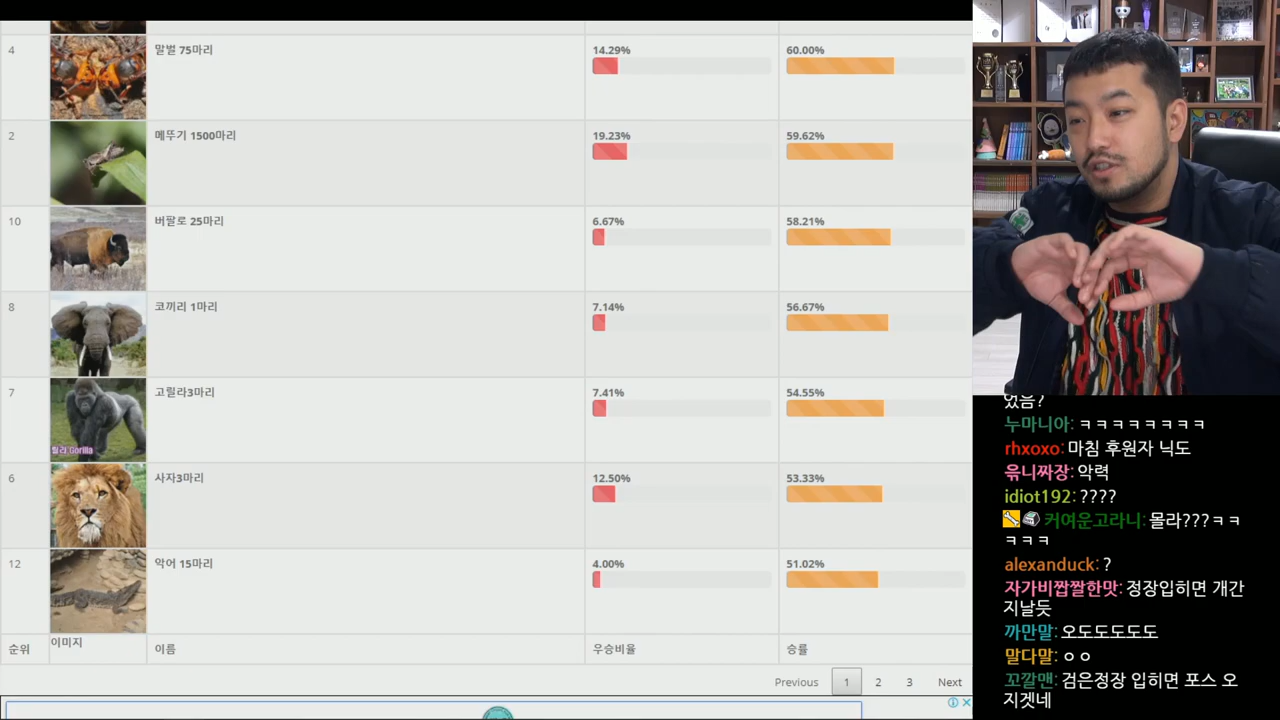 4 말벌 75마리 14.29% 60.00%
2 메뚜기 1500마리 19.23% 59.62%
10 버팔로 25마리 6.67% 58.21%
8 코끼리 1마리 7.14% 56.67%
7 고릴라3마리 7.41% 54.55%
릴라 Gorilla
6 사자3마리 12.50% 53.33%
12 악어 15마리 4.00% 51.02%
순위 이미지 이름 우승비율 승률
Previous 1 2 3 Next
었음?
누마니아: ㅋㅋㅋㅋㅋㅋㅋㅋ
rhxoxo: 마침 후원자 닉도
윾니짜장: 악력
idiot192: ????
커여운고라니: 몰라???ㅋㅋ
ㅋㅋㅋ
alexanduck: ?
자가비짭짤한맛: 정장입히면 개간
지날듯
까만말: 오도도도도도
말다말: ㅇㅇ
꼬깔맨: 검은정장 입히면 포스 오
지겟네